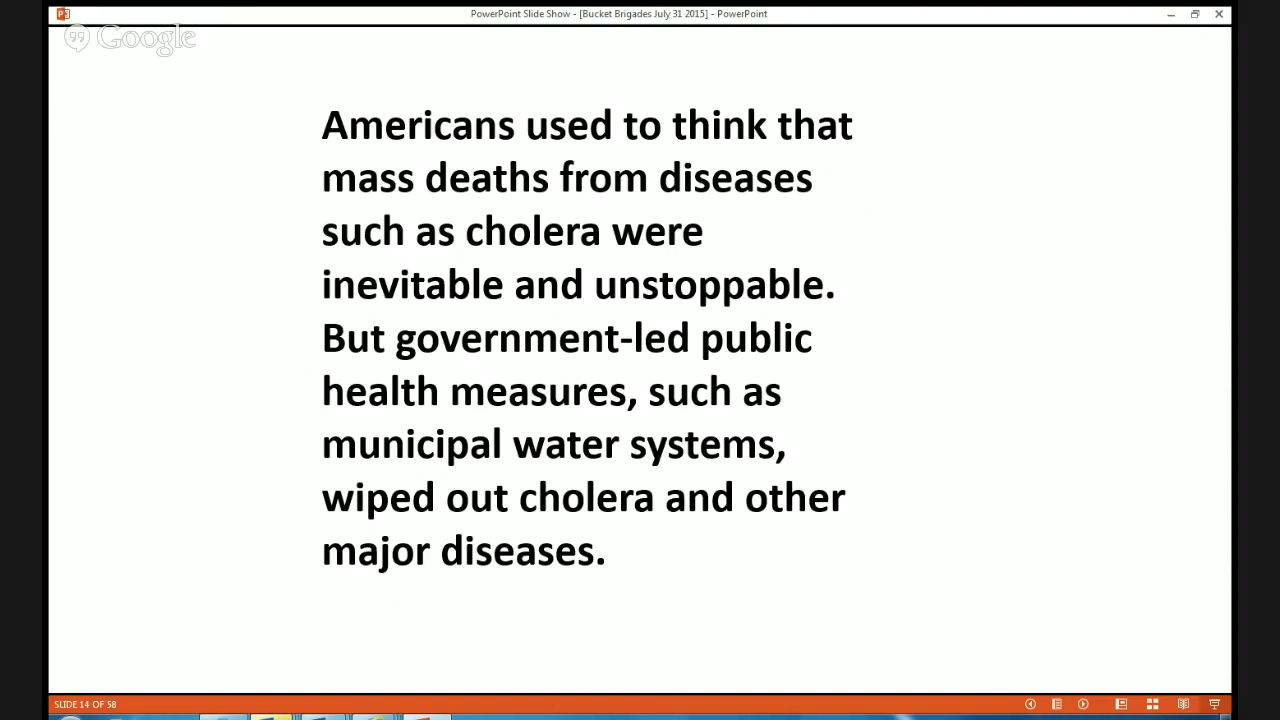 PowerPoint Slide Show - [Bucket Brigades July 31 2015] - PowerPoint
Google
Americans used to think that
mass deaths from diseases
such as cholera were
inevitable and unstoppable.
But government-led public
health measures, such as
municipal water systems,
wiped out cholera and other
major diseases.
SLIDE 14 OF 58